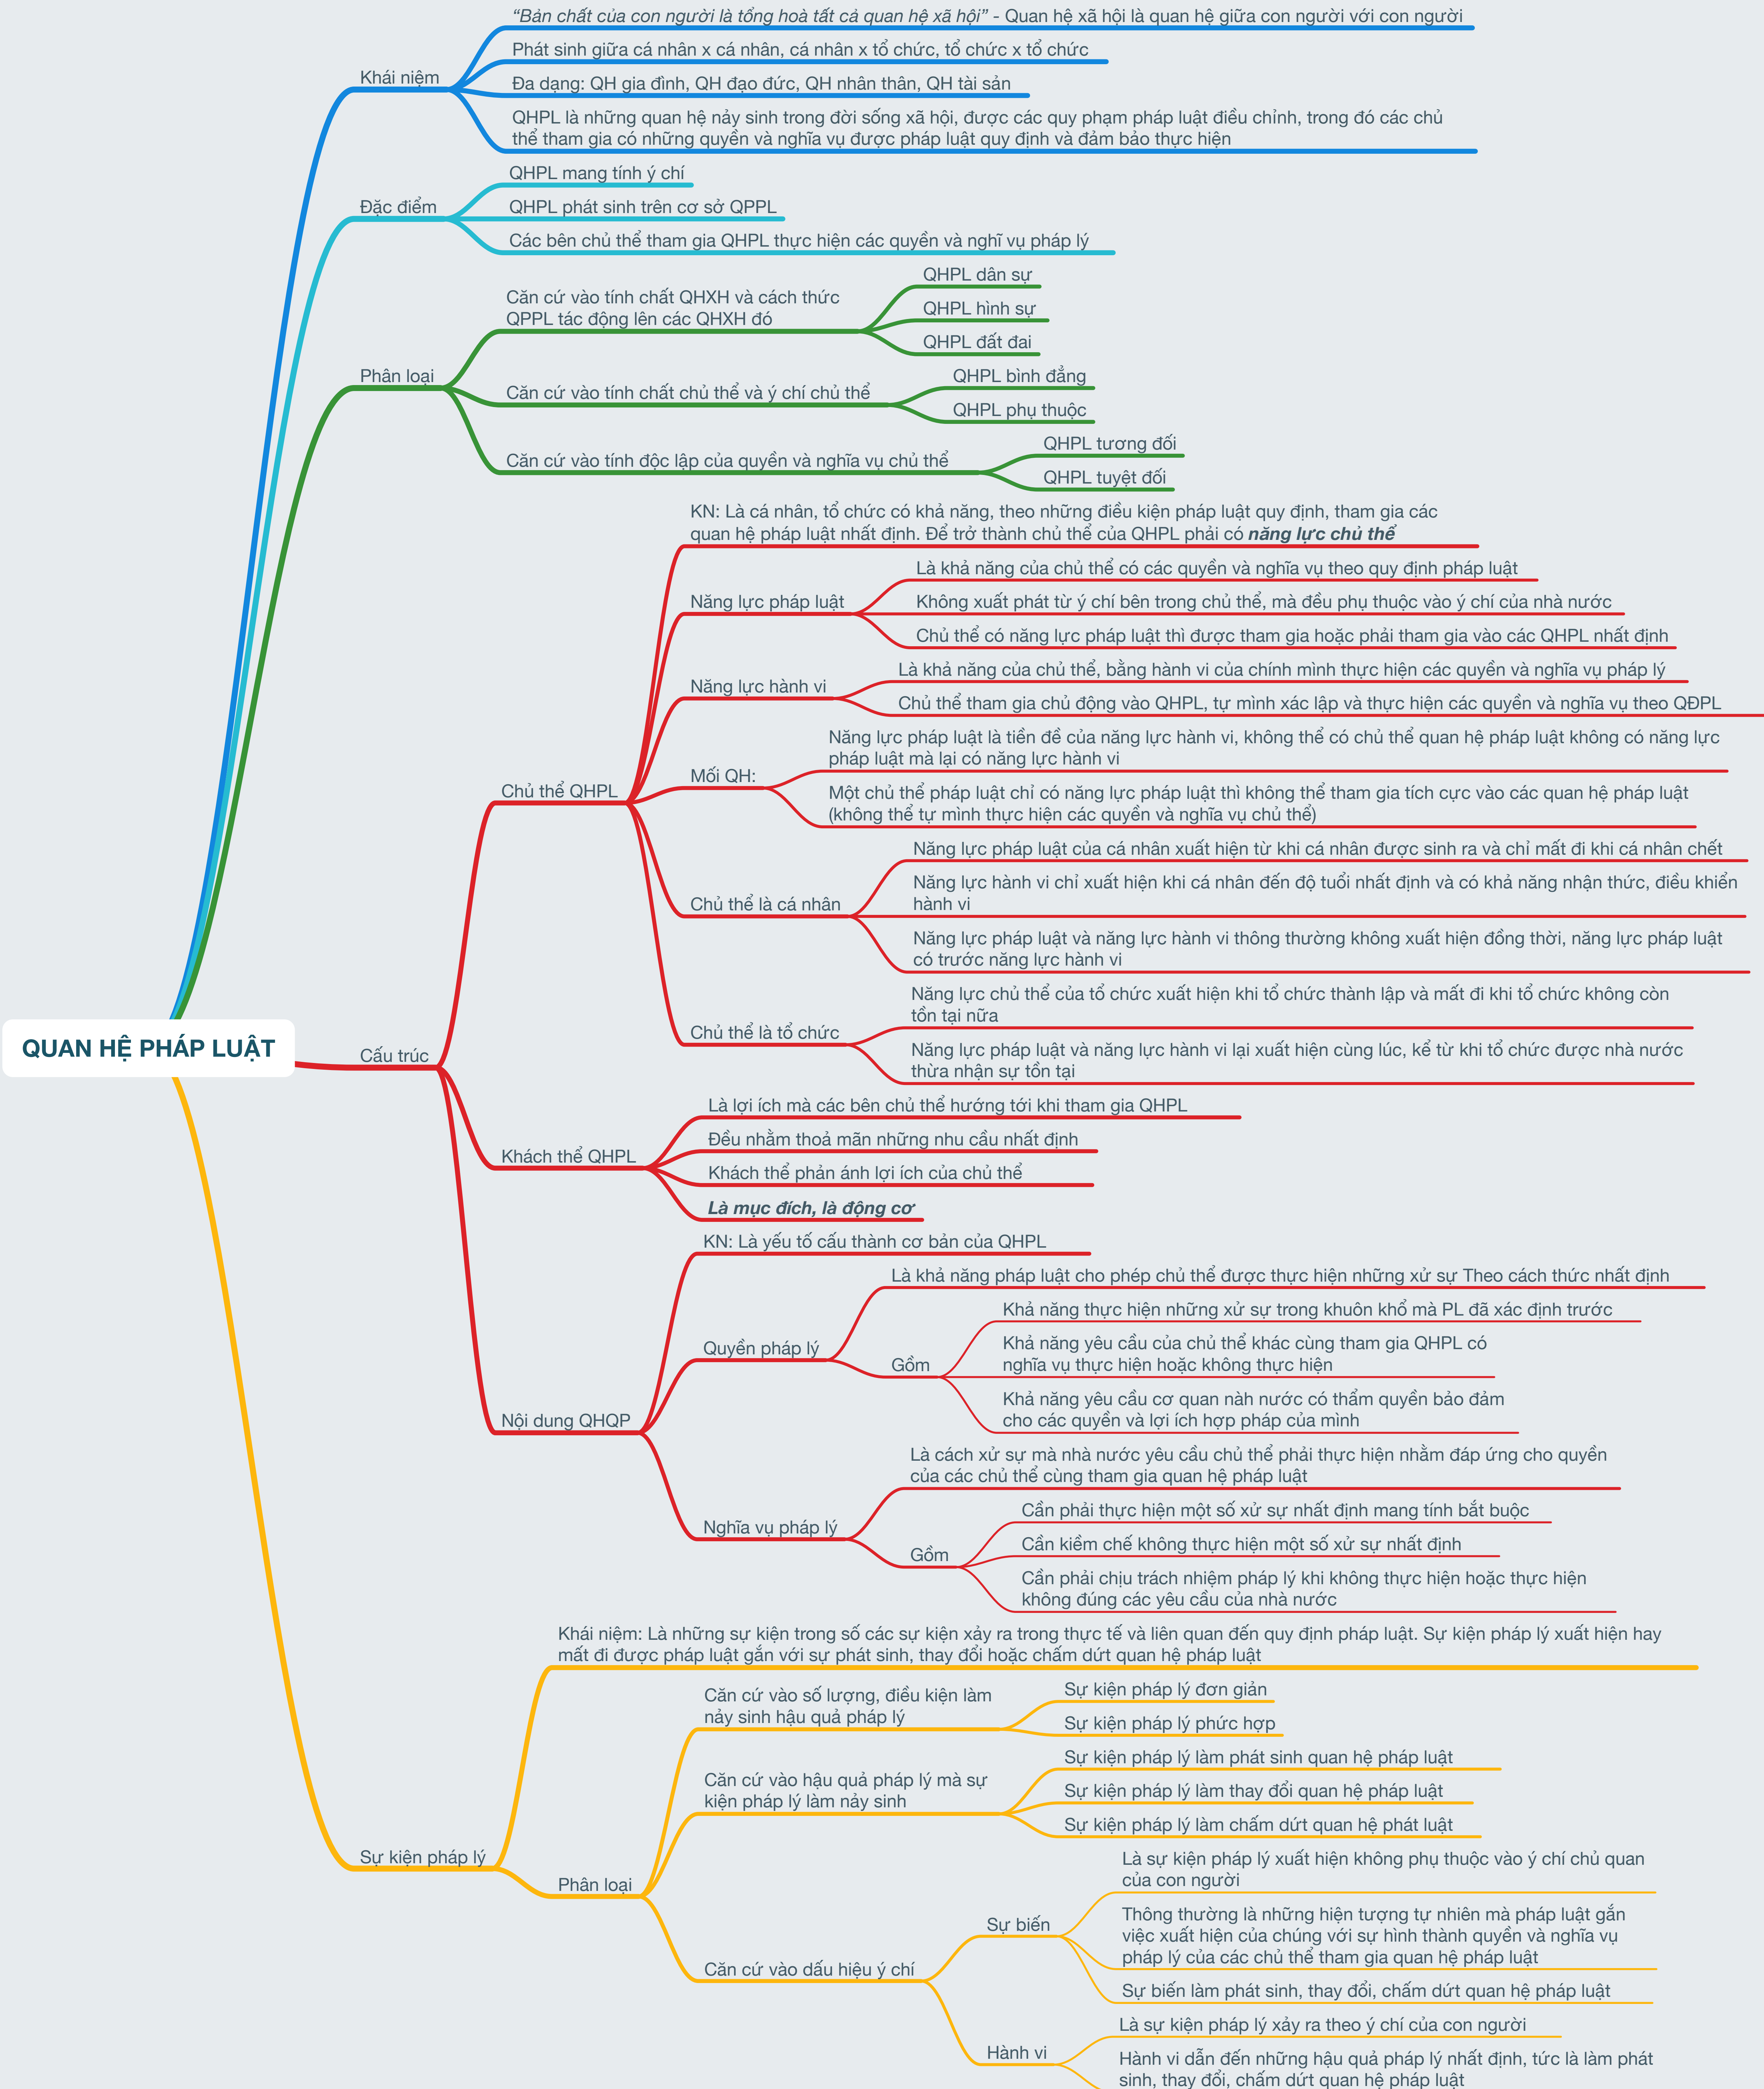 “Bản chất của con người là tổng hoà tất cả quan hệ xã hội” - Quan hệ xã hội là quan hệ giữa con người với con người
Phát sinh giữa cá nhân x cá nhân, cá nhân x tổ chức, tổ chức x tổ chức
Khái niệm
Đa dạng: QH gia đình, QH đạo đức, QH nhân thân, QH tài sản
QHPL là những quan hệ nảy sinh trong đời sống xã hội, được các quy phạm pháp luật điều chỉnh, trong đó các chủ
thể tham gia có những quyền và nghĩa vụ được pháp luật quy định và đảm bảo thực hiện
QHPL mang tính ý chí
Đặc điểm
QHPL phát sinh trên cơ sở QPPL
Các bên chủ thể tham gia QHPL thực hiện các quyền và nghĩ vụ pháp lý
Phân loại
Căn cứ vào tính chất QHXH và cách thức
QPPL tác động lên các QHXH đó
QHPL dân sự
QHPL hình sự
QHPL đất đai
Căn cứ vào tính chất chủ thể và ý chí chủ thể
QHPL bình đẳng
QHPL phụ thuộc
Căn cứ vào tính độc lập của quyền và nghĩa vụ chủ thể
QHPL tương đối
QHPL tuyệt đối
QUAN HỆ PHÁP LUẬT
Cấu trúc
Chủ thể QHPL
KN: Là cá nhân, tổ chức có khả năng, theo những điều kiện pháp luật quy định, tham gia các
quan hệ pháp luật nhất định. Để trở thành chủ thể của QHPL phải có năng lực chủ thể
Năng lực pháp luật
Là khả năng của chủ thể có các quyền và nghĩa vụ theo quy định pháp luật
Không xuất phát từ ý chí bên trong chủ thể, mà đều phụ thuộc vào ý chí của nhà nước
Chủ thể có năng lực pháp luật thì được tham gia hoặc phải tham gia vào các QHPL nhất định
Năng lực hành vi
Là khả năng của chủ thể, bằng hành vi của chính mình thực hiện các quyền và nghĩa vụ pháp lý
Chủ thể tham gia chủ động vào QHPL, tự mình xác lập và thực hiện các quyền và nghĩa vụ theo QĐPL
Mối QH:
Năng lực pháp luật là tiền đề của năng lực hành vi, không thể có chủ thể quan hệ pháp luật không có năng lực
pháp luật mà lại có năng lực hành vi
Một chủ thể pháp luật chỉ có năng lực pháp luật thì không thể tham gia tích cực vào các quan hệ pháp luật
(không thể tự mình thực hiện các quyền và nghĩa vụ chủ thể)
Chủ thể là cá nhân
Năng lực pháp luật của cá nhân xuất hiện từ khi cá nhân được sinh ra và chỉ mất đi khi cá nhân chết
Năng lực hành vi chỉ xuất hiện khi cá nhân đến độ tuổi nhất định và có khả năng nhận thức, điều khiển
hành vi
Năng lực pháp luật và năng lực hành vi thông thường không xuất hiện đồng thời, năng lực pháp luật
có trước năng lực hành vi
Chủ thể là tổ chức
Năng lực chủ thể của tổ chức xuất hiện khi tổ chức thành lập và mất đi khi tổ chức không còn
tồn tại nữa
Năng lực pháp luật và năng lực hành vi lại xuất hiện cùng lúc, kể từ khi tổ chức được nhà nước
thừa nhận sự tồn tại
Khách thể QHPL
Là lợi ích mà các bên chủ thể hướng tới khi tham gia QHPL
Đều nhằm thoả mãn những nhu cầu nhất định
Khách thể phản ánh lợi ích của chủ thể
Là mục đích, là động cơ
Nội dung QHQP
KN: Là yếu tố cấu thành cơ bản của QHPL
Quyền pháp lý
Là khả năng pháp luật cho phép chủ thể được thực hiện những xử sự Theo cách thức nhất định
Gồm
Khả năng thực hiện những xử sự trong khuôn khổ mà PL đã xác định trước
Khả năng yêu cầu của chủ thể khác cùng tham gia QHPL có
nghĩa vụ thực hiện hoặc không thực hiện
Khả năng yêu cầu cơ quan nàh nước có thẩm quyền bảo đảm
cho các quyền và lợi ích hợp pháp của mình
Nghĩa vụ pháp lý
Là cách xử sự mà nhà nước yêu cầu chủ thể phải thực hiện nhằm đáp ứng cho quyền
của các chủ thể cùng tham gia quan hệ pháp luật
Gồm
Cần phải thực hiện một số xử sự nhất định mang tính bắt buộc
Cần kiềm chế không thực hiện một số xử sự nhất định
Cần phải chịu trách nhiệm pháp lý khi không thực hiện hoặc thực hiện
không đúng các yêu cầu của nhà nước
Sự kiện pháp lý
Khái niệm: Là những sự kiện trong số các sự kiện xảy ra trong thực tế và liên quan đến quy định pháp luật. Sự kiện pháp lý xuất hiện hay
mất đi được pháp luật gắn với sự phát sinh, thay đổi hoặc chấm dứt quan hệ pháp luật
Phân loại
Căn cứ vào số lượng, điều kiện làm
nảy sinh hậu quả pháp lý
Sự kiện pháp lý đơn giản
Sự kiện pháp lý phức hợp
Căn cứ vào hậu quả pháp lý mà sự
kiện pháp lý làm nảy sinh
Sự kiện pháp lý làm phát sinh quan hệ pháp luật
Sự kiện pháp lý làm thay đổi quan hệ pháp luật
Sự kiện pháp lý làm chấm dứt quan hệ phát luật
Căn cứ vào dấu hiệu ý chí
Sự biến
Là sự kiện pháp lý xuất hiện không phụ thuộc vào ý chí chủ quan
của con người
Thông thường là những hiện tượng tự nhiên mà pháp luật gắn
việc xuất hiện của chúng với sự hình thành quyền và nghĩa vụ
pháp lý của các chủ thể tham gia quan hệ pháp luật
Sự biến làm phát sinh, thay đổi, chấm dứt quan hệ pháp luật
Hành vi
Là sự kiện pháp lý xảy ra theo ý chí của con người
Hành vi dẫn đến những hậu quả pháp lý nhất định, tức là làm phát
sinh, thay đổi, chấm dứt quan hệ pháp luật